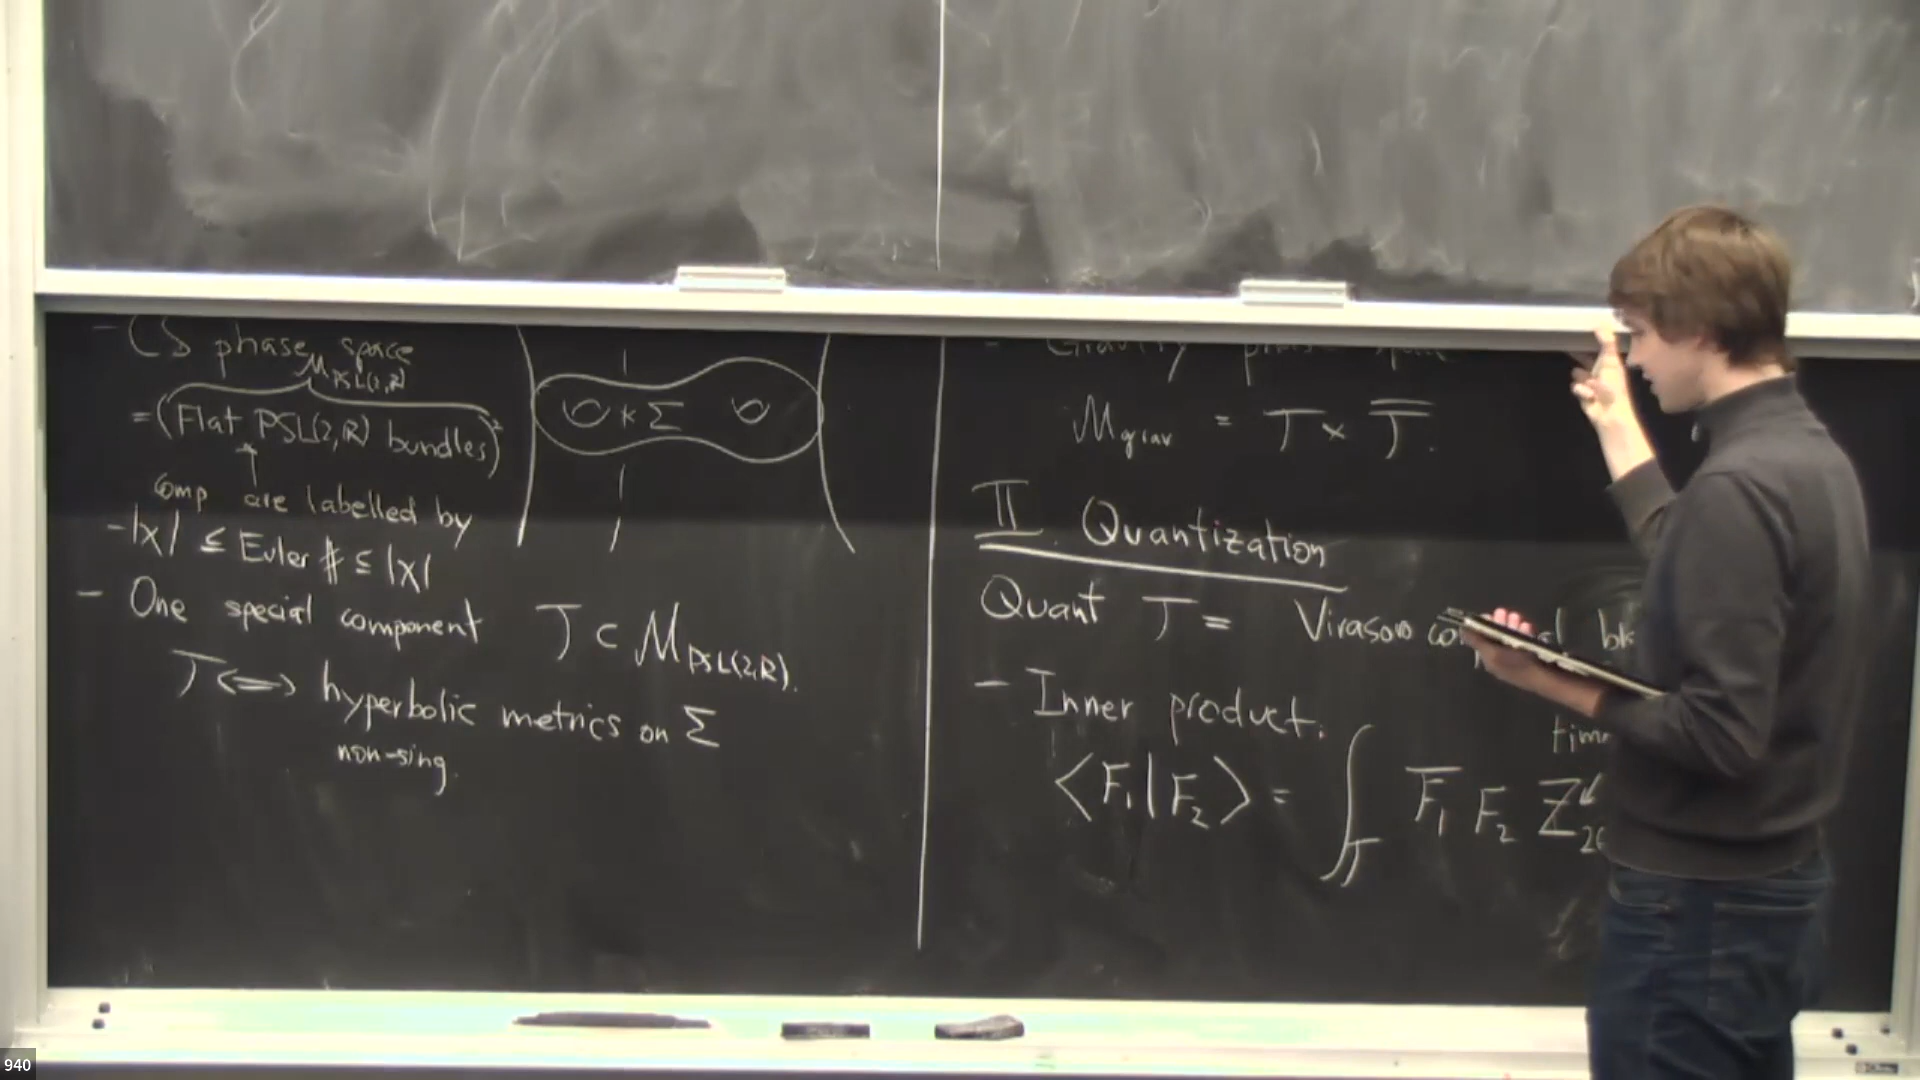 - CS phase space
M_PSL(2,R)
= (Flat PSL(2,R) bundles)²
comp are labelled by
-|χ| ≤ Euler # ≤ |χ|
- One special component T ⊂ M_PSL(2,R).
T ⟺ hyperbolic metrics on Σ
non-sing.
Σ
- Gravity phase space
M_grav = T × T̄.
II. Quantization
Quant T = Virasoro
- Inner product:
⟨F₁|F₂⟩ = ∫_T F̄₁ F₂ Z
940